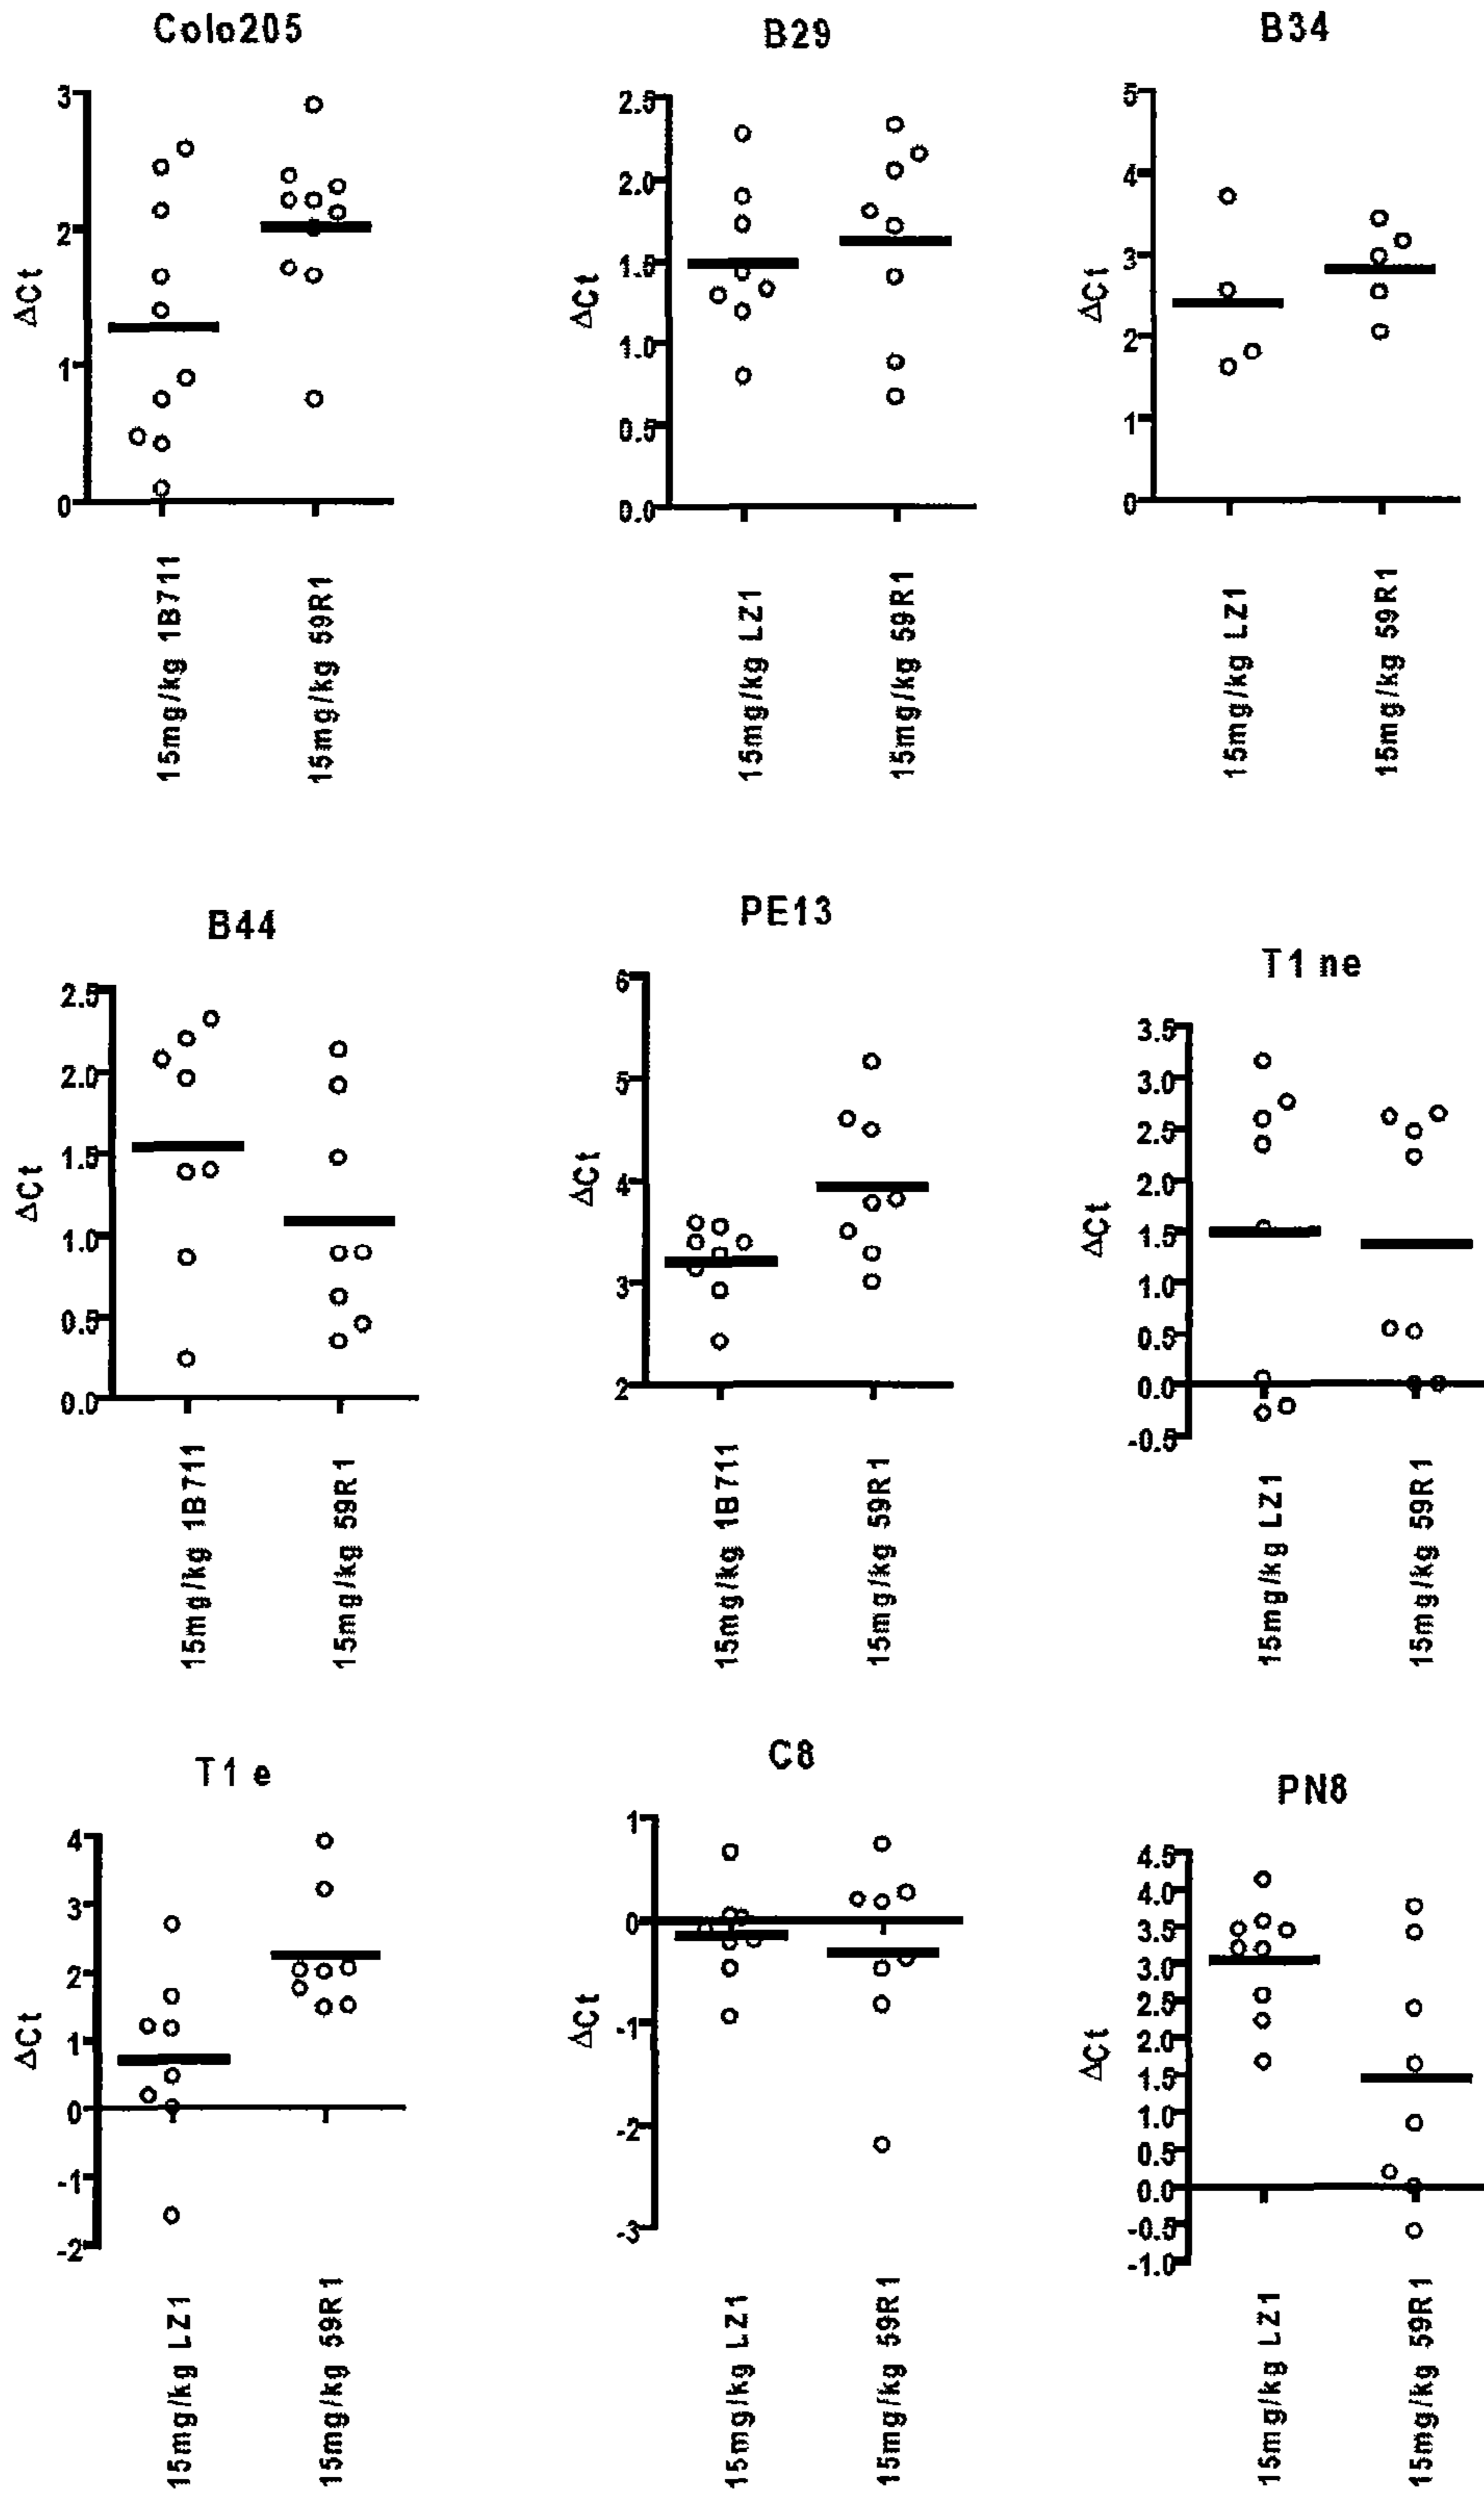 Colo205
3
2
1
0
ΔCt
15mg/kg 1B711
15mg/kg 59R1
B29
2.5
2.0
1.5
1.0
0.5
0.0
ΔCt
15mg/kg LZ1
15mg/kg 59R1
B34
5
4
3
2
1
0
ΔCt
15mg/kg LZ1
15mg/kg 59R1
B44
2.5
2.0
1.5
1.0
0.5
0.0
ΔCt
15mg/kg 1B711
15mg/kg 59R1
PE13
6
5
4
3
2
ΔCt
15mg/kg 1B711
15mg/kg 59R1
T1 ne
3.5
3.0
2.5
2.0
1.5
1.0
0.5
0.0
-0.5
ΔCt
15mg/kg LZ1
15mg/kg 59R1
T1 e
4
3
2
1
0
-1
-2
ΔCt
15mg/kg LZ1
15mg/kg 59R1
C8
1
0
-1
-2
-3
ΔCt
15mg/kg LZ1
15mg/kg 59R1
PN8
4.5
4.0
3.5
3.0
2.5
2.0
1.5
1.0
0.5
0.0
-0.5
-1.0
ΔCt
15mg/kg LZ1
15mg/kg 59R1